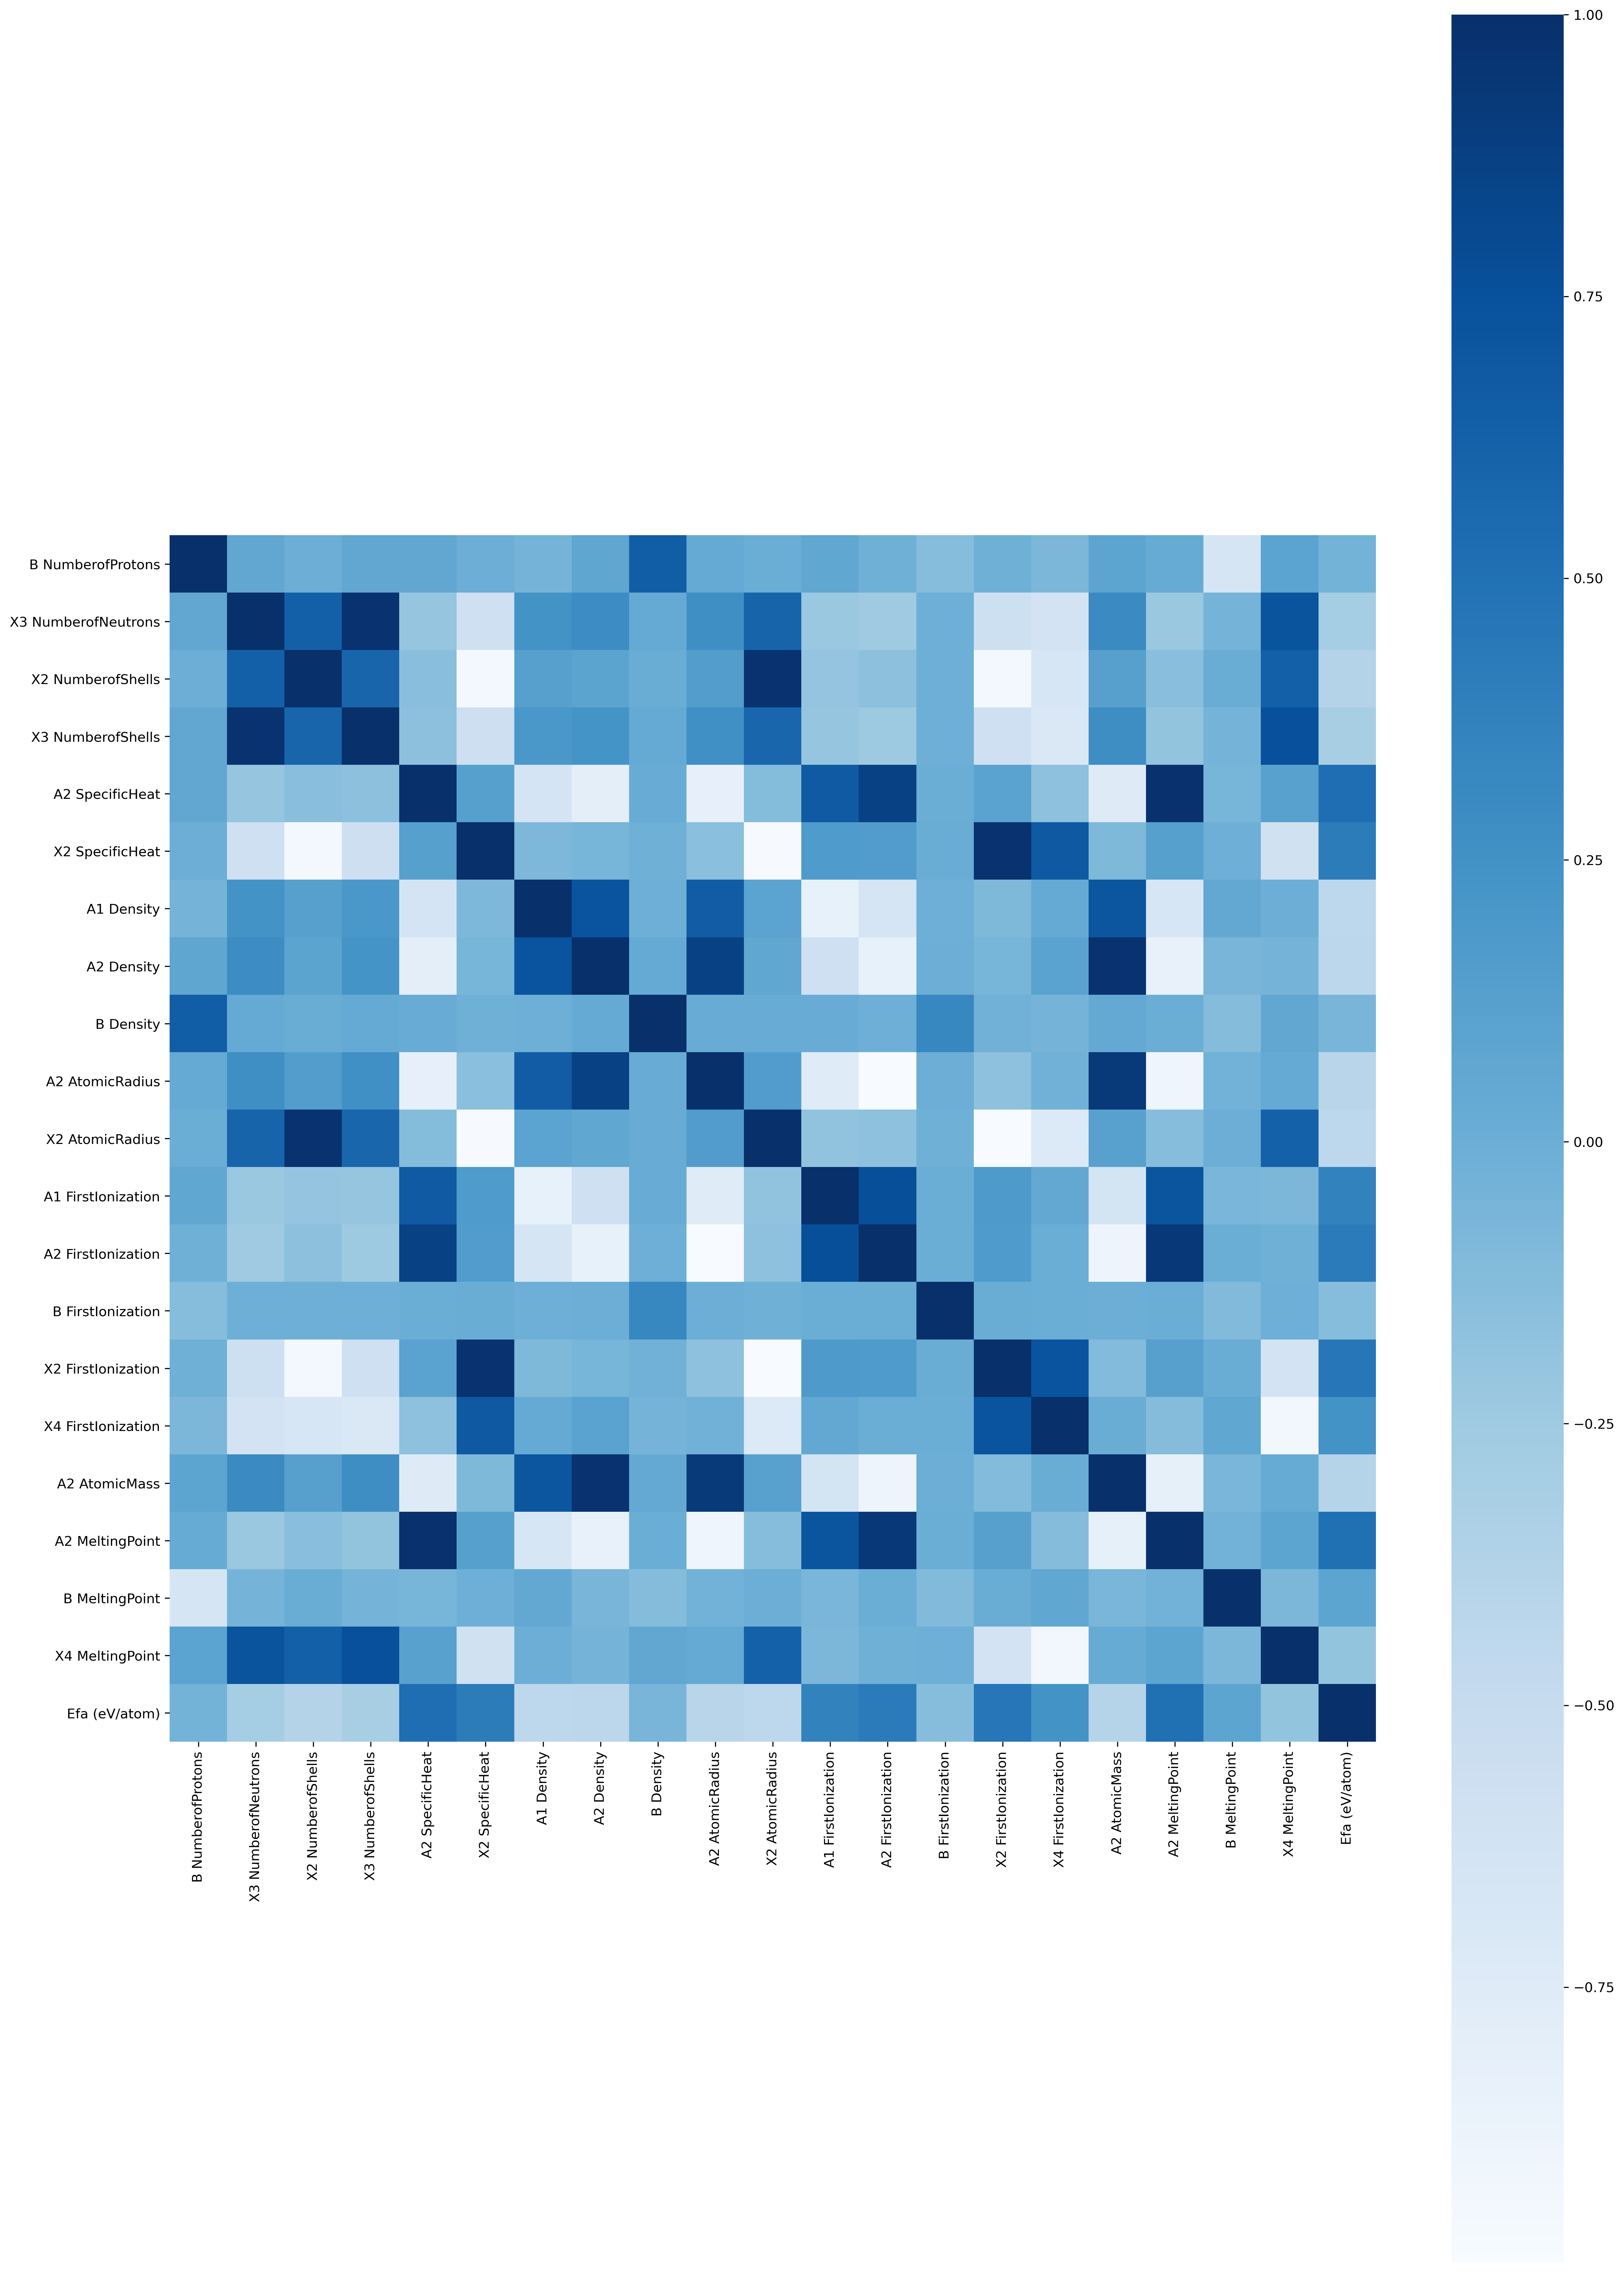 1.00
0.75
0.50
0.25
0.00
−0.25
−0.50
−0.75
B NumberofProtons
X3 NumberofNeutrons
X2 NumberofShells
X3 NumberofShells
A2 SpecificHeat
X2 SpecificHeat
A1 Density
A2 Density
B Density
A2 AtomicRadius
X2 AtomicRadius
A1 FirstIonization
A2 FirstIonization
B FirstIonization
X2 FirstIonization
X4 FirstIonization
A2 AtomicMass
A2 MeltingPoint
B MeltingPoint
X4 MeltingPoint
Efa (eV/atom)
B NumberofProtons
X3 NumberofNeutrons
X2 NumberofShells
X3 NumberofShells
A2 SpecificHeat
X2 SpecificHeat
A1 Density
A2 Density
B Density
A2 AtomicRadius
X2 AtomicRadius
A1 FirstIonization
A2 FirstIonization
B FirstIonization
X2 FirstIonization
X4 FirstIonization
A2 AtomicMass
A2 MeltingPoint
B MeltingPoint
X4 MeltingPoint
Efa (eV/atom)